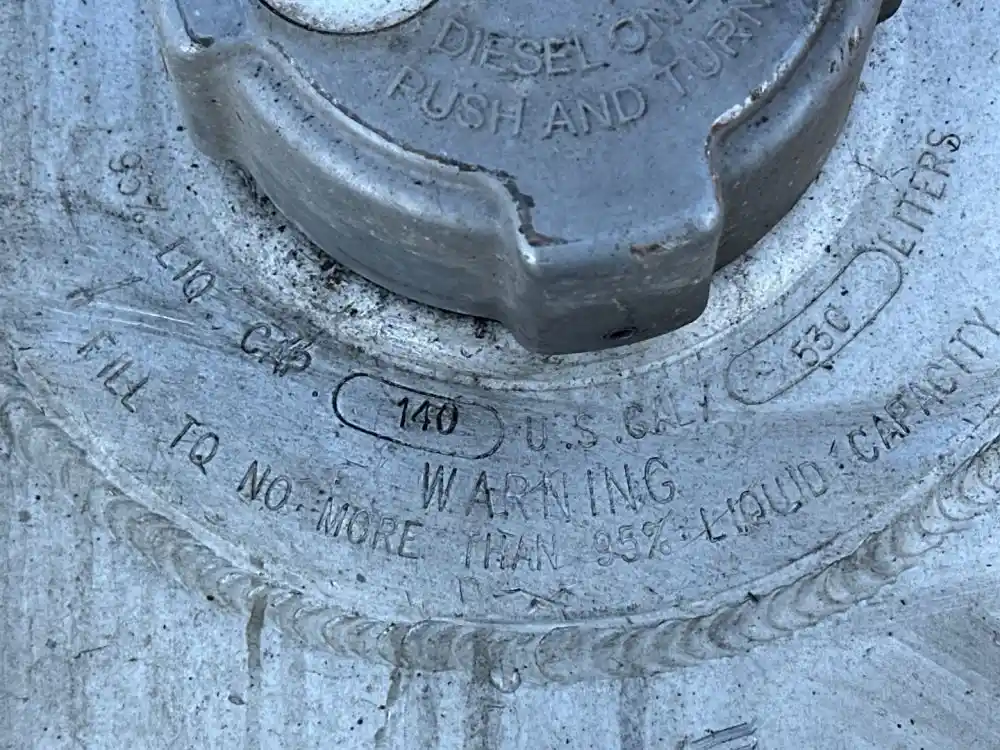 DIESEL ONLY
PUSH AND TURN
95% LIQ. CAP 140 U.S. GAL/ 530 LITERS
WARNING
FILL TO NO MORE THAN 95% LIQUID CAPACITY